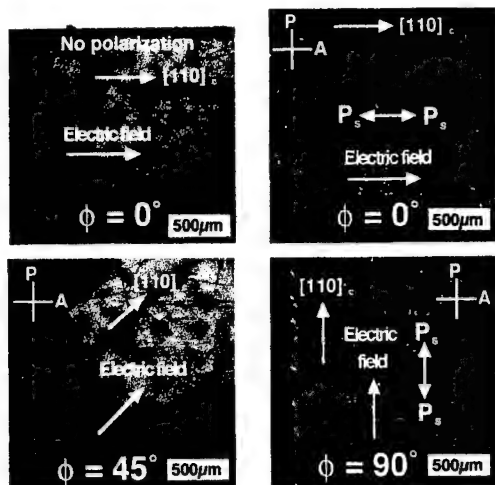 No polarization
[110]c
Electric field
ϕ = 0°
500μm
P
A
[110]c
Ps Ps
Electric field
ϕ = 0°
500μm
P
A
[110]c
Electric field
ϕ = 45°
500μm
[110]c
P
A
Electric
field
Ps
Ps
ϕ = 90°
500μm